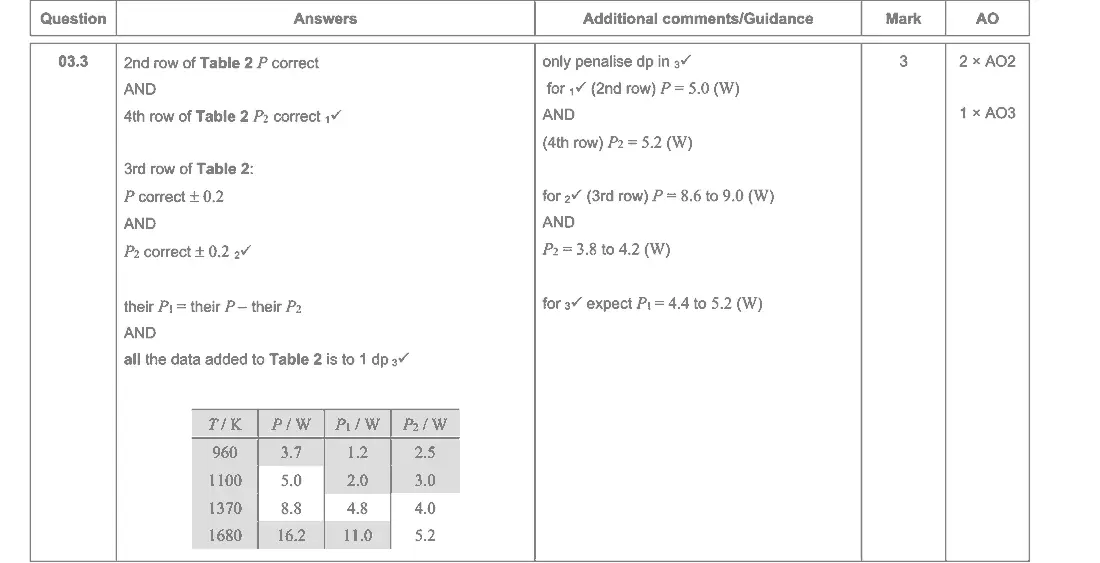 Question Answers Additional comments/Guidance Mark AO
03.3 2nd row of Table 2 P correct only penalise dp in ₃✓ 3 2 × AO2
AND for ₁✓ (2nd row) P = 5.0 (W)
4th row of Table 2 P₂ correct ₁✓ AND 1 × AO3
(4th row) P₂ = 5.2 (W)
3rd row of Table 2:
P correct ± 0.2 for ₂✓ (3rd row) P = 8.6 to 9.0 (W)
AND AND
P₂ correct ± 0.2 ₂✓ P₂ = 3.8 to 4.2 (W)
their P₁ = their P – their P₂ for ₃✓ expect P₁ = 4.4 to 5.2 (W)
AND
all the data added to Table 2 is to 1 dp ₃✓
T / K P / W P₁ / W P₂ / W
960 3.7 1.2 2.5
1100 5.0 2.0 3.0
1370 8.8 4.8 4.0
1680 16.2 11.0 5.2